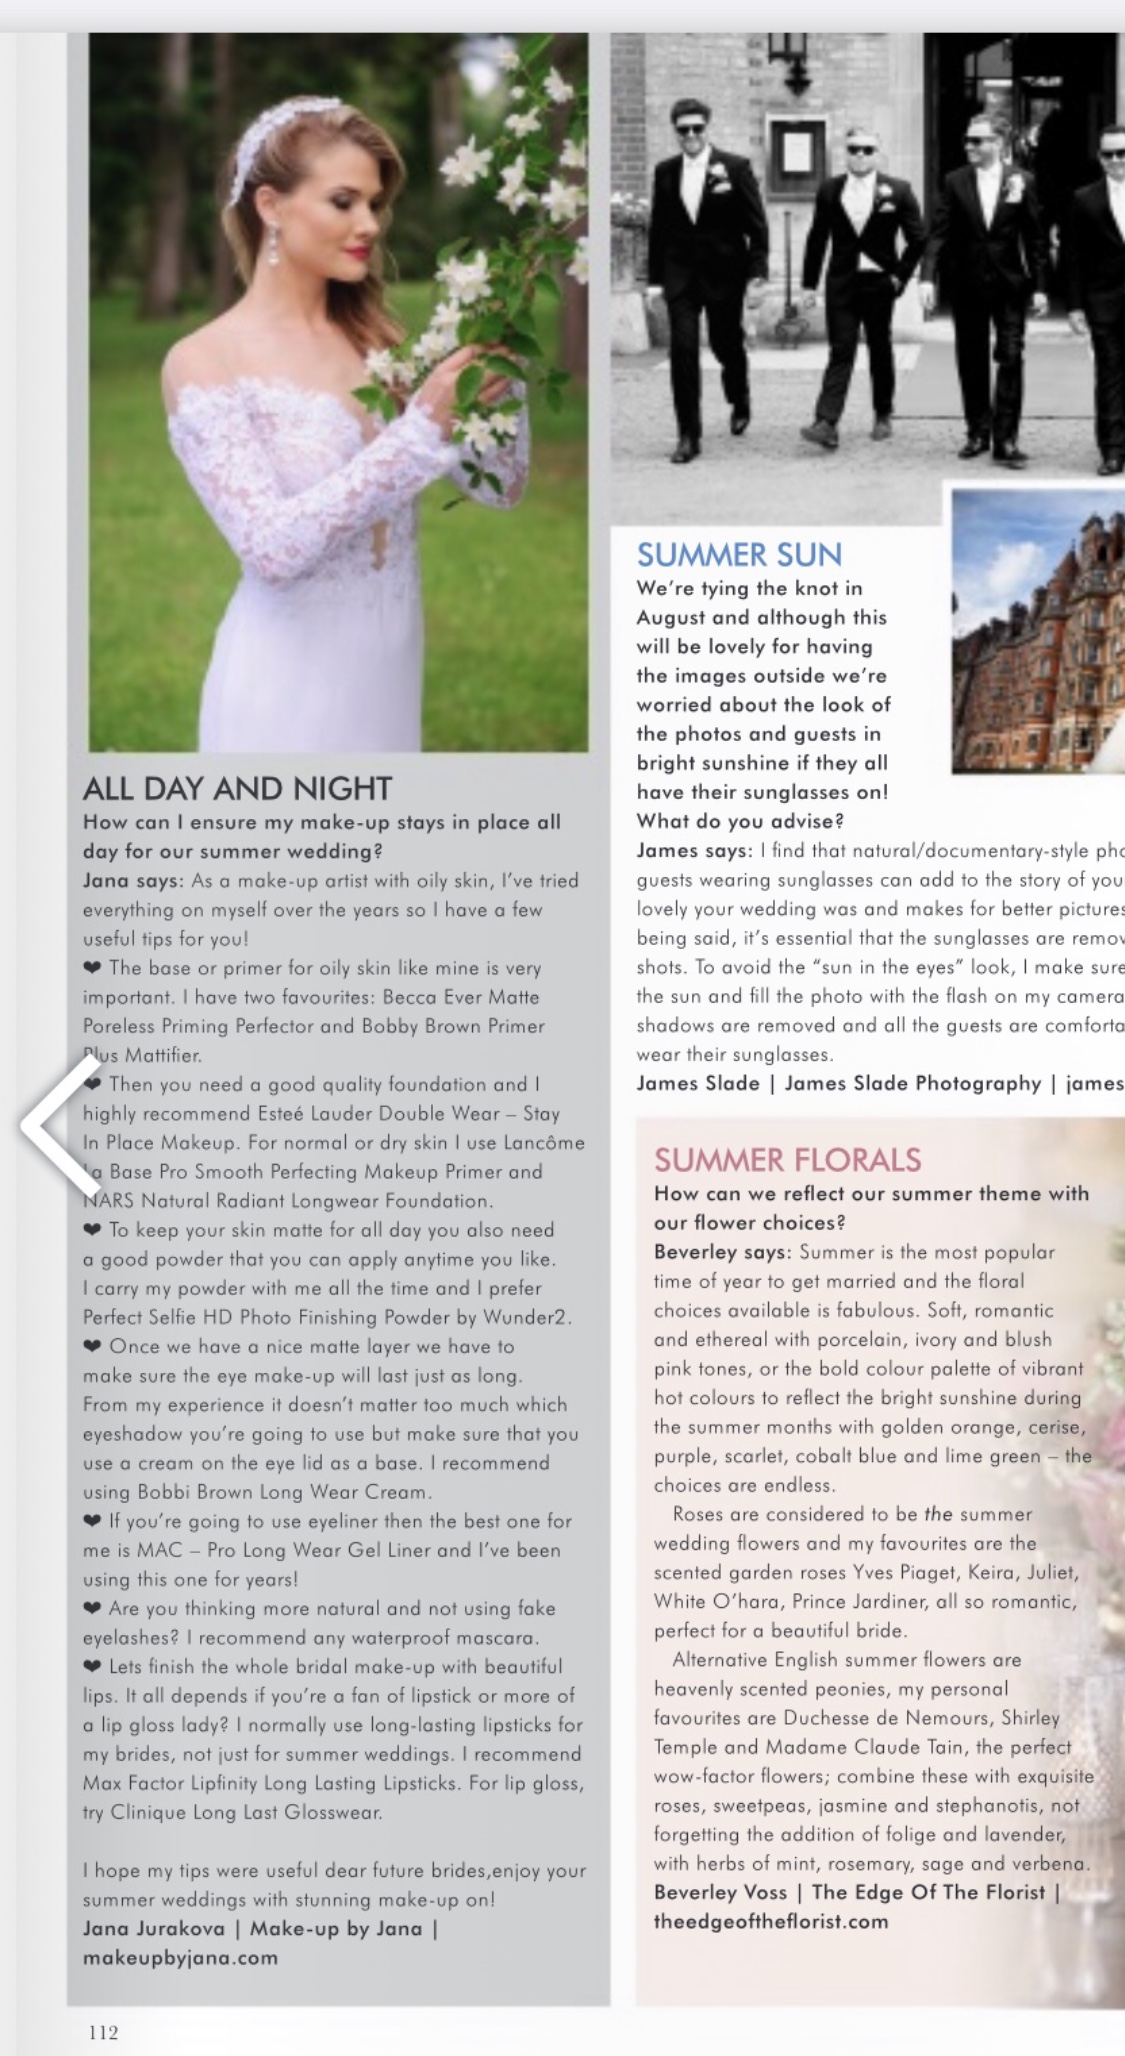 ALL DAY AND NIGHT
How can I ensure my make-up stays in place all
day for our summer wedding?
Jana says: As a make-up artist with oily skin, I've tried
everything on myself over the years so I have a few
useful tips for you!
❤ The base or primer for oily skin like mine is very
important. I have two favourites: Becca Ever Matte
Poreless Priming Perfector and Bobby Brown Primer
Plus Mattifier.
❤ Then you need a good quality foundation and I
highly recommend Esteé Lauder Double Wear – Stay
In Place Makeup. For normal or dry skin I use Lancôme
La Base Pro Smooth Perfecting Makeup Primer and
NARS Natural Radiant Longwear Foundation.
❤ To keep your skin matte for all day you also need
a good powder that you can apply anytime you like.
I carry my powder with me all the time and I prefer
Perfect Selfie HD Photo Finishing Powder by Wunder2.
❤ Once we have a nice matte layer we have to
make sure the eye make-up will last just as long.
From my experience it doesn't matter too much which
eyeshadow you're going to use but make sure that you
use a cream on the eye lid as a base. I recommend
using Bobbi Brown Long Wear Cream.
❤ If you're going to use eyeliner then the best one for
me is MAC – Pro Long Wear Gel Liner and I've been
using this one for years!
❤ Are you thinking more natural and not using fake
eyelashes? I recommend any waterproof mascara.
❤ Lets finish the whole bridal make-up with beautiful
lips. It all depends if you're a fan of lipstick or more of
a lip gloss lady? I normally use long-lasting lipsticks for
my brides, not just for summer weddings. I recommend
Max Factor Lipfinity Long Lasting Lipsticks. For lip gloss,
try Clinique Long Last Glosswear.
I hope my tips were useful dear future brides,enjoy your
summer weddings with stunning make-up on!
Jana Jurakova | Make-up by Jana |
makeupbyjana.com
112
SUMMER SUN
We're tying the knot in
August and although this
will be lovely for having
the images outside we're
worried about the look of
the photos and guests in
bright sunshine if they all
have their sunglasses on!
What do you advise?
James says: I find that natural/documentary-style pho
guests wearing sunglasses can add to the story of you
lovely your wedding was and makes for better pictures
being said, it's essential that the sunglasses are remov
shots. To avoid the "sun in the eyes" look, I make sure
the sun and fill the photo with the flash on my camera
shadows are removed and all the guests are comforta
wear their sunglasses.
James Slade | James Slade Photography | james
SUMMER FLORALS
How can we reflect our summer theme with
our flower choices?
Beverley says: Summer is the most popular
time of year to get married and the floral
choices available is fabulous. Soft, romantic
and ethereal with porcelain, ivory and blush
pink tones, or the bold colour palette of vibrant
hot colours to reflect the bright sunshine during
the summer months with golden orange, cerise,
purple, scarlet, cobalt blue and lime green – the
choices are endless.
Roses are considered to be the summer
wedding flowers and my favourites are the
scented garden roses Yves Piaget, Keira, Juliet,
White O'hara, Prince Jardiner, all so romantic,
perfect for a beautiful bride.
Alternative English summer flowers are
heavenly scented peonies, my personal
favourites are Duchesse de Nemours, Shirley
Temple and Madame Claude Tain, the perfect
wow-factor flowers; combine these with exquisite
roses, sweetpeas, jasmine and stephanotis, not
forgetting the addition of folige and lavender,
with herbs of mint, rosemary, sage and verbena.
Beverley Voss | The Edge Of The Florist |
theedgeoftheflorist.com